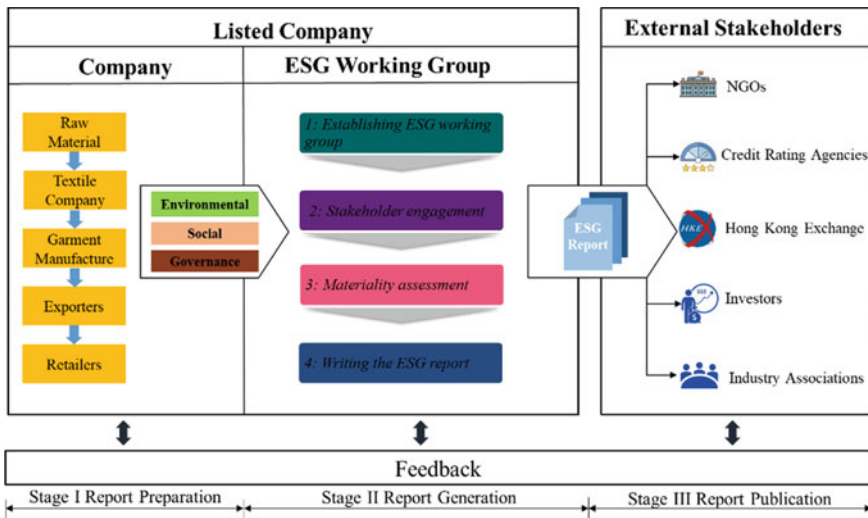 Listed Company
External Stakeholders
Company
ESG Working Group
Raw
Material
Textile
Company
Garment
Manufacture
Exporters
Retailers
Environmental
Social
Governance
1: Establishing ESG working
group
2: Stakeholder engagement
3: Materiality assessment
4: Writing the ESG report
ESG
Report
NGOs
Credit Rating Agencies
HKE
Hong Kong Exchange
Investors
Industry Associations
Feedback
Stage I Report Preparation
Stage II Report Generation
Stage III Report Publication